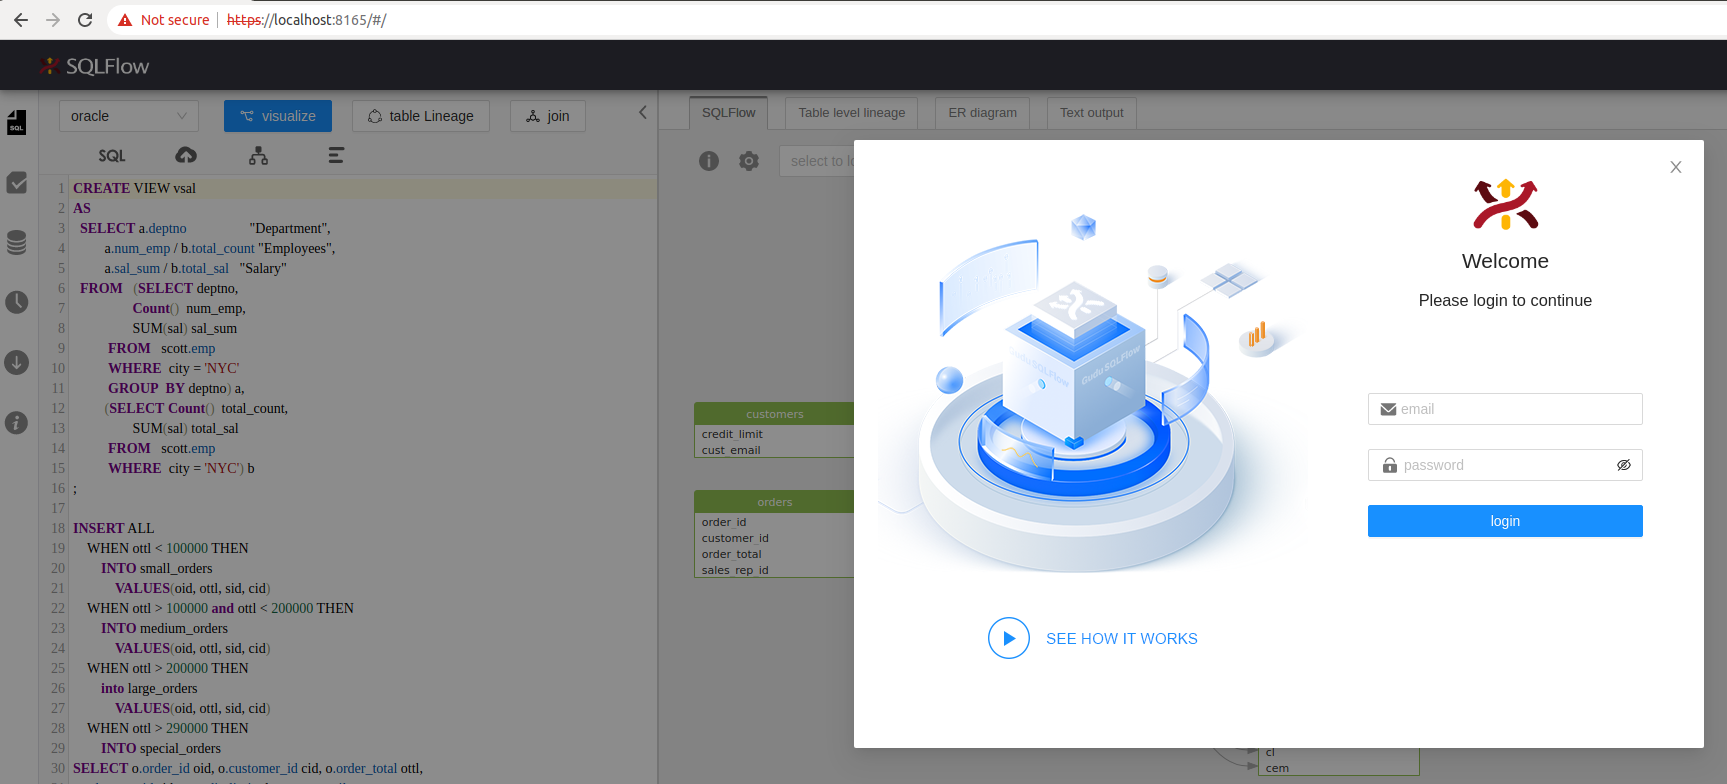 Not secure https://localhost:8165/#/
SQLFlow
oracle
visualize
table Lineage
join
SQL
SQL
1 CREATE VIEW vsal
2 AS
3 SELECT a.deptno "Department",
4 a.num_emp / b.total_count "Employees",
5 a.sal_sum / b.total_sal "Salary"
6 FROM (SELECT deptno,
7 Count() num_emp,
8 SUM(sal) sal_sum
9 FROM scott.emp
10 WHERE city = 'NYC'
11 GROUP BY deptno) a,
12 (SELECT Count() total_count,
13 SUM(sal) total_sal
14 FROM scott.emp
15 WHERE city = 'NYC') b
16 ;
17
18 INSERT ALL
19 WHEN ottl < 100000 THEN
20 INTO small_orders
21 VALUES(oid, ottl, sid, cid)
22 WHEN ottl > 100000 and ottl < 200000 THEN
23 INTO medium_orders
24 VALUES(oid, ottl, sid, cid)
25 WHEN ottl > 200000 THEN
26 into large_orders
27 VALUES(oid, ottl, sid, cid)
28 WHEN ottl > 290000 THEN
29 INTO special_orders
30 SELECT o.order_id oid, o.customer_id cid, o.order_total ottl,
SQLFlow
Table level lineage
ER diagram
Text output
select to lo
customers
credit_limit
cust_email
orders
order_id
customer_id
order_total
sales_rep_id
Gudu SQLFlow
Gudu SQLFlow
SEE HOW IT WORKS
Welcome
Please login to continue
email
password
login
cl
cem